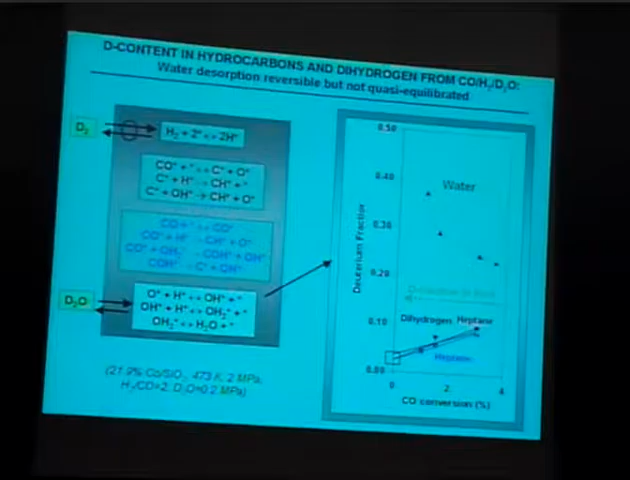 D-CONTENT IN HYDROCARBONS AND DIHYDROGEN FROM CO/H₂/D₂O:
Water desorption reversible but not quasi-equilibrated
D₂
H₂ + 2* ↔ 2H*
CO* + * ↔ C* + O*
C* + H* → CH* + *
C* + OH* → CH* + O*
O* + H* ↔ OH* + *
OH* + H* ↔ OH₂* + *
OH₂* ↔ H₂O + *
D₂O
(21.9% Co/SiO₂, 473 K, 2 MPa,
H₂/CO=2, D₂O=0.2 MPa)
Deuterium Fraction
0.50
0.40
0.30
0.20
0.10
0.00
Water
Dihydrogen
Heptane
0
2
4
CO conversion (%)